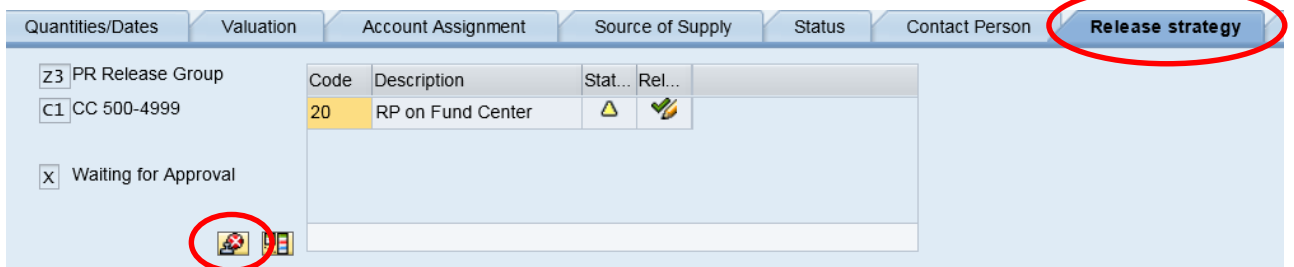 Quantities/Dates Valuation Account Assignment Source of Supply Status Contact Person Release strategy
Z3 PR Release Group
C1 CC 500-4999
X Waiting for Approval
Code Description Stat... Rel...
20 RP on Fund Center